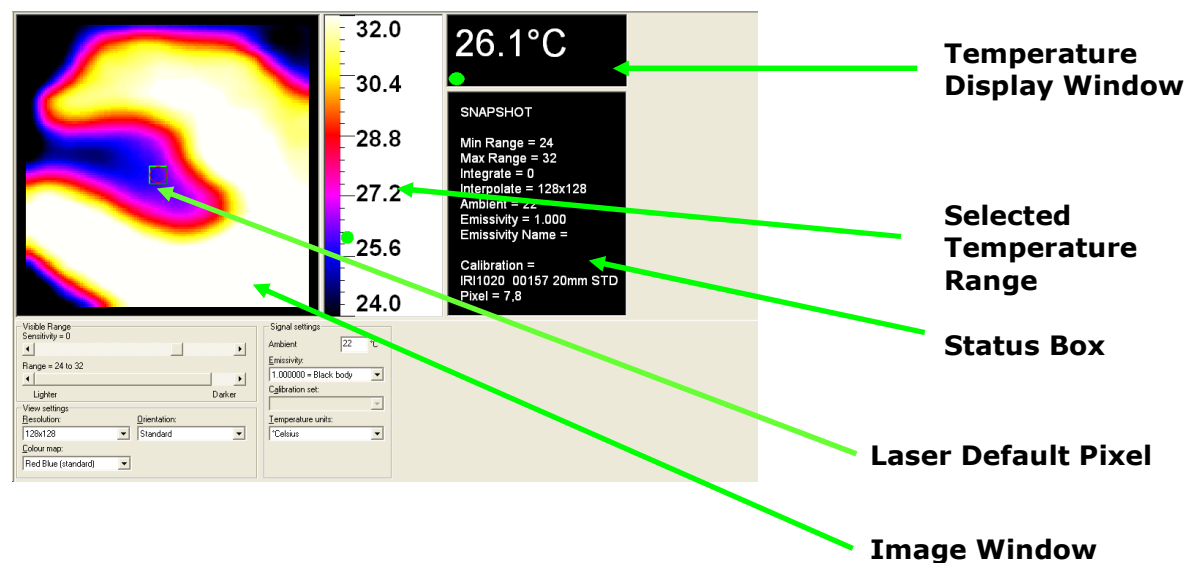 32.0
30.4
28.8
27.2
25.6
24.0
26.1°C
SNAPSHOT
Min Range = 24
Max Range = 32
Integrate = 0
Interpolate = 128x128
Ambient = 22
Emissivity = 1.000
Emissivity Name =
Calibration =
IRI1020 00157 20mm STD
Pixel = 7,8
Temperature
Display Window
Selected
Temperature
Range
Status Box
Laser Default Pixel
Image Window
Visible Range
Sensitivity = 0
Range = 24 to 32
Lighter Darker
View settings
Resolution: Orientation:
128x128 Standard
Colour map:
Red Blue (standard)
Signal settings
Ambient 22 °C
Emissivity:
1.000000 = Black body
Calibration set:
Temperature units:
°Celsius